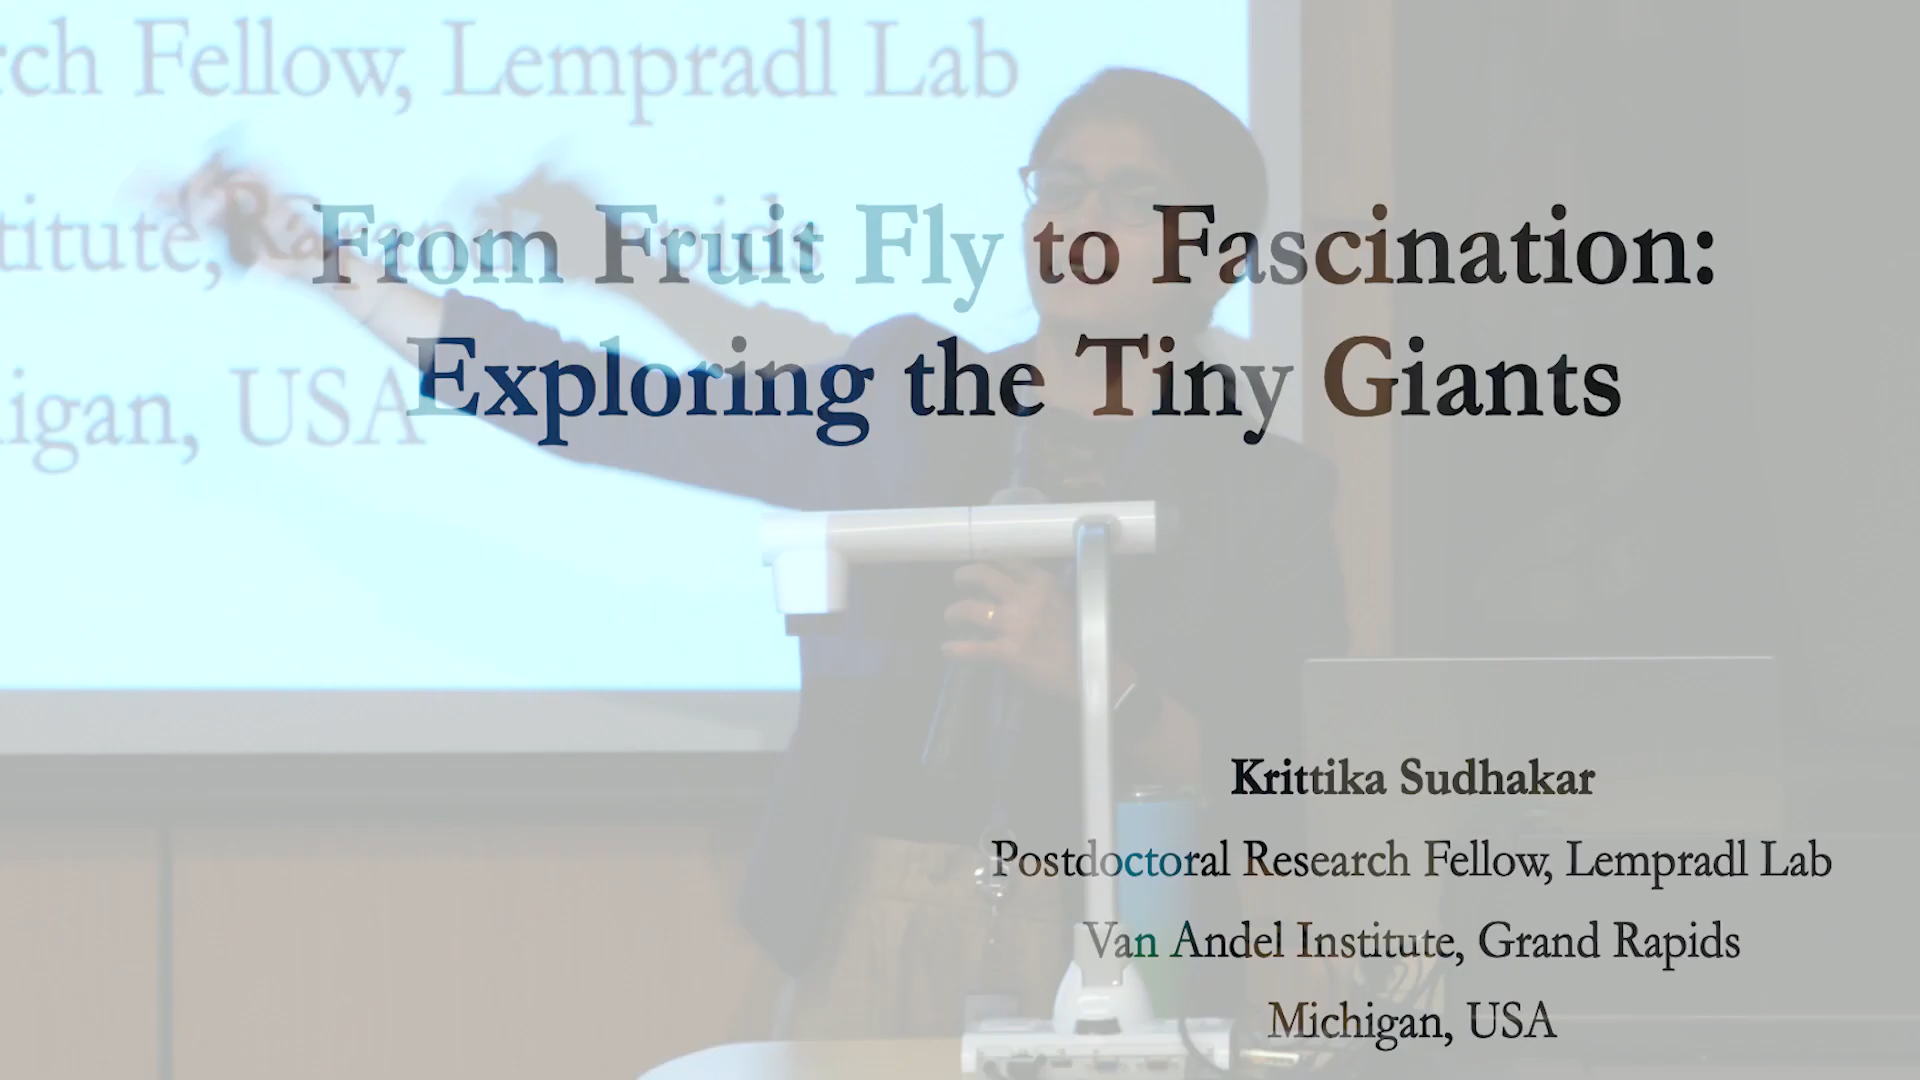 rch Fellow, Lempradl Lab
titute,
igan, USA
From Fruit Fly to Fascination:
Exploring the Tiny Giants
Krittika Sudhakar
Postdoctoral Research Fellow, Lempradl Lab
Van Andel Institute, Grand Rapids
Michigan, USA